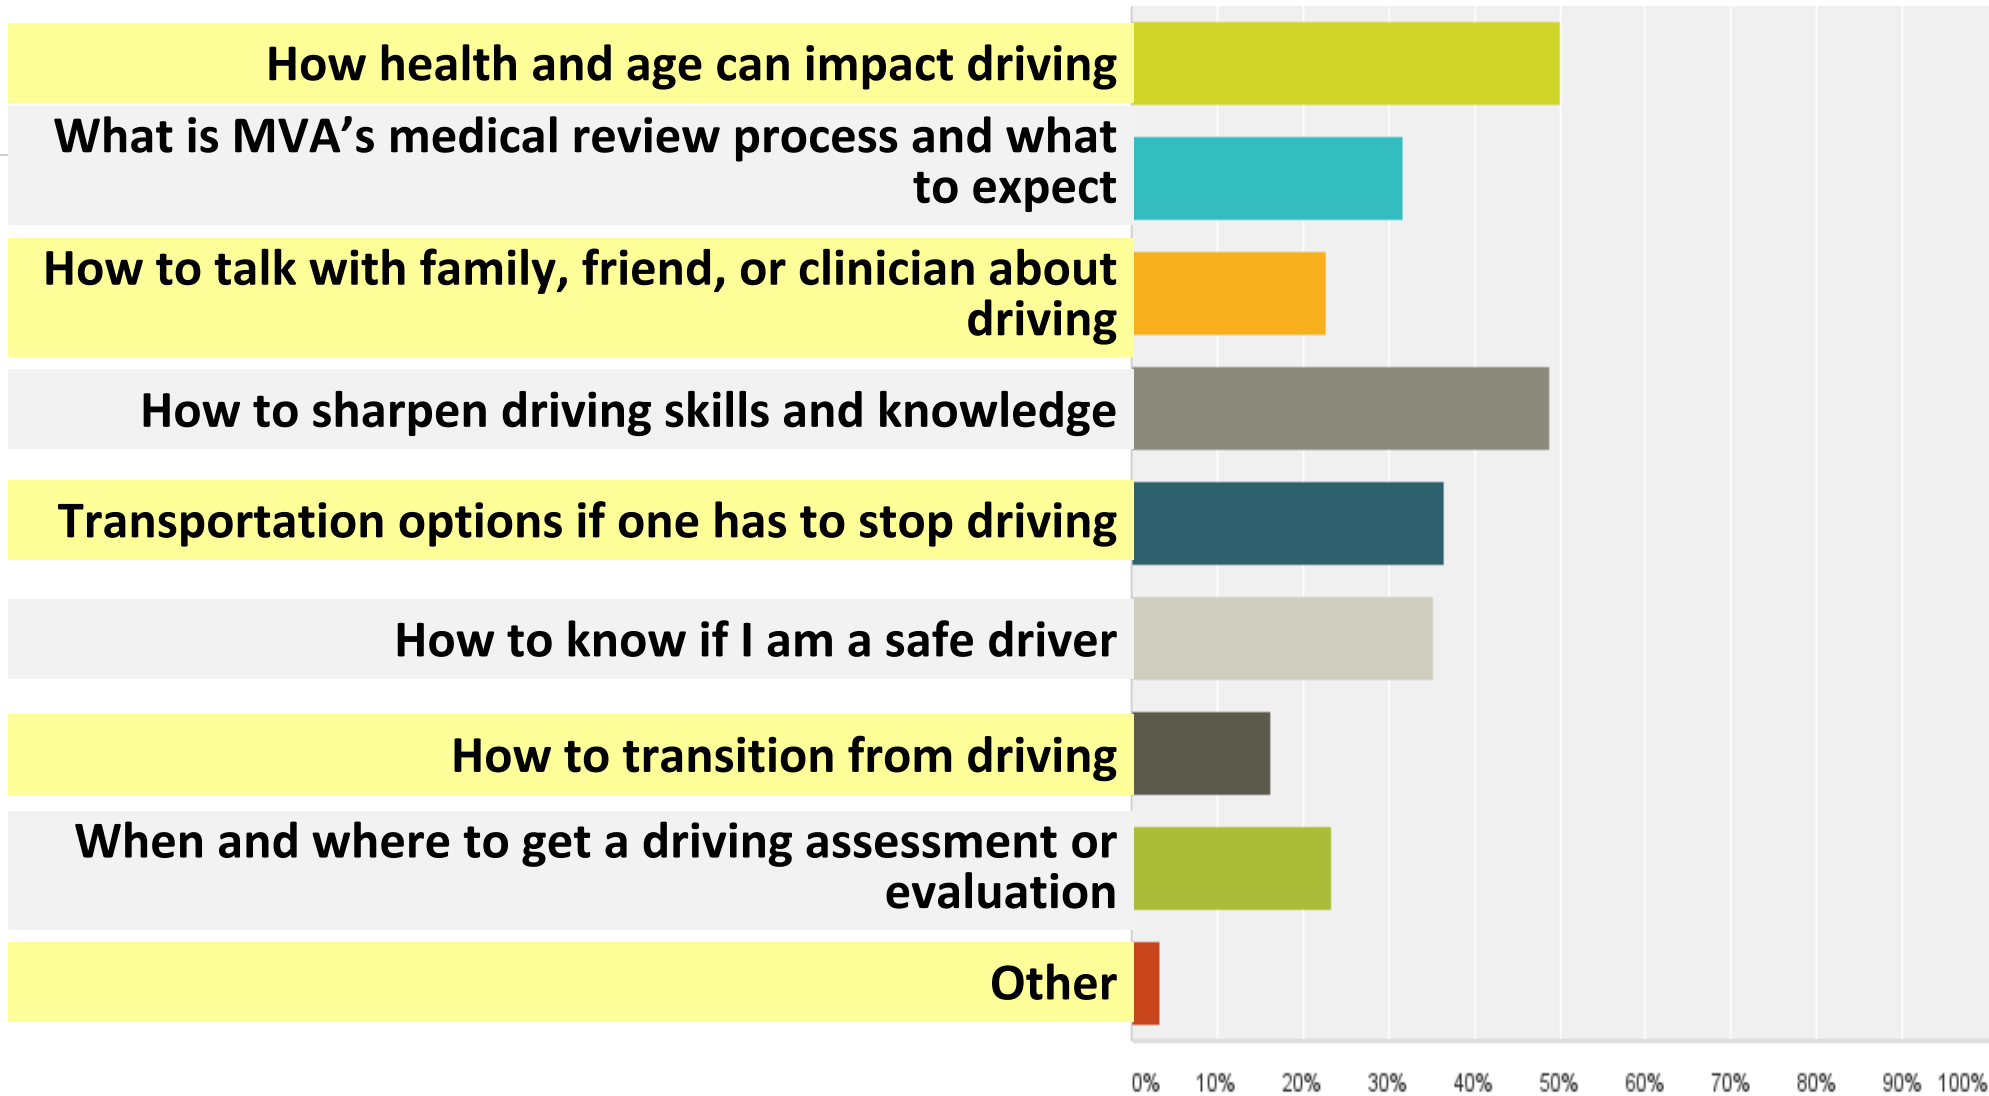 How health and age can impact driving
What is MVA’s medical review process and what
to expect
How to talk with family, friend, or clinician about
driving
How to sharpen driving skills and knowledge
Transportation options if one has to stop driving
How to know if I am a safe driver
How to transition from driving
When and where to get a driving assessment or
evaluation
Other
0% 10% 20% 30% 40% 50% 60% 70% 80% 90% 100%